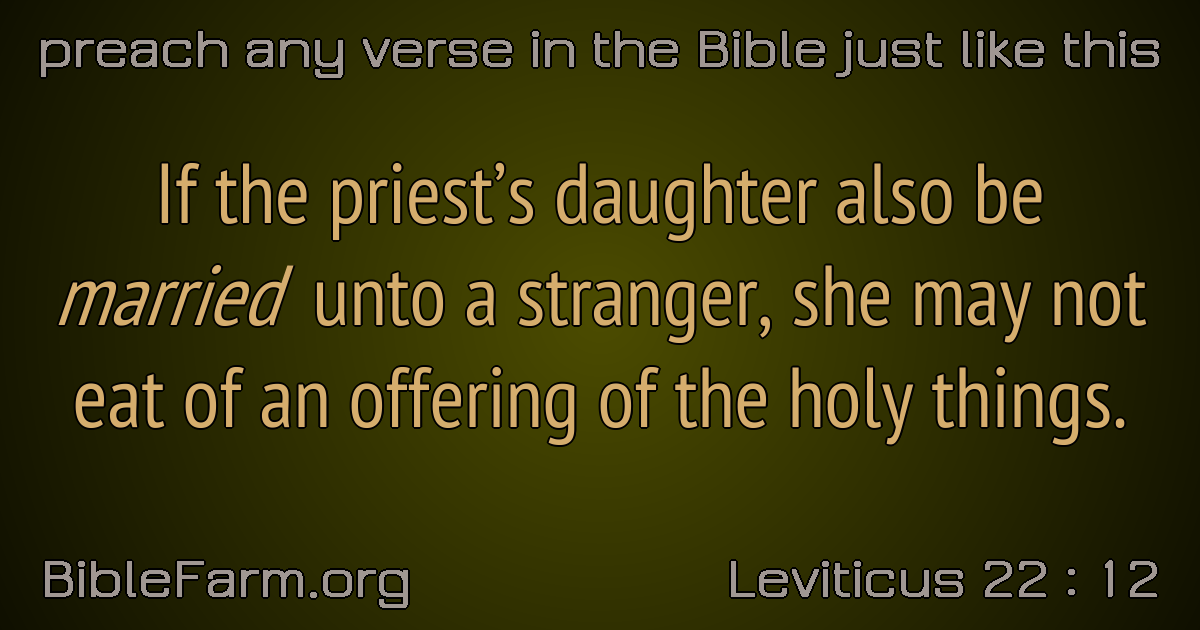 preach any verse in the Bible just like this
If the priest’s daughter also be
married unto a stranger, she may not
eat of an offering of the holy things.
BibleFarm.org
Leviticus 22 : 12